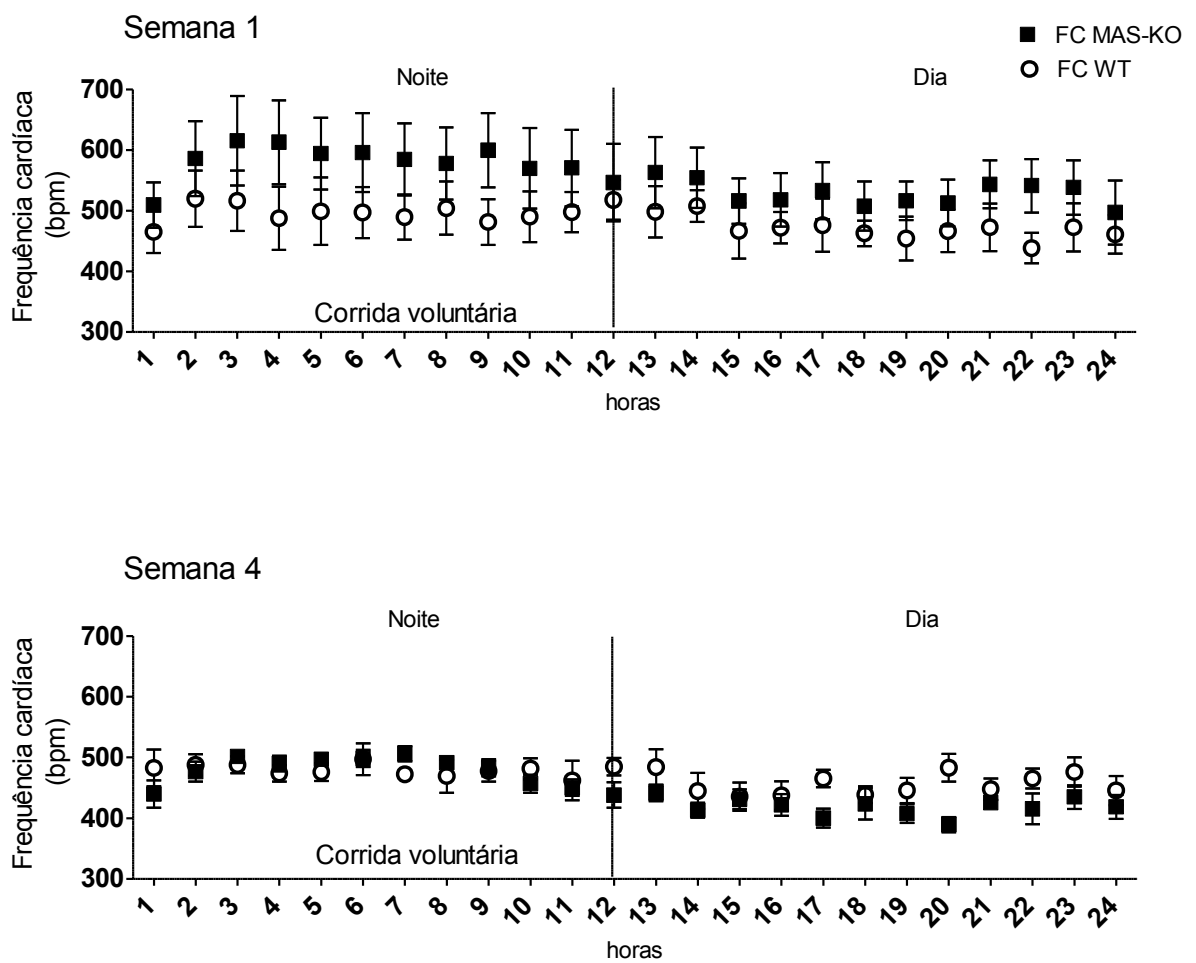 Semana 1
FC MAS-KO
FC WT
Noite
Dia
Frequência cardíaca
(bpm)
700
600
500
400
300
Corrida voluntária
1 2 3 4 5 6 7 8 9 10 11 12 13 14 15 16 17 18 19 20 21 22 23 24
horas
Semana 4
Noite
Dia
Frequência cardíaca
(bpm)
700
600
500
400
300
Corrida voluntária
1 2 3 4 5 6 7 8 9 10 11 12 13 14 15 16 17 18 19 20 21 22 23 24
horas